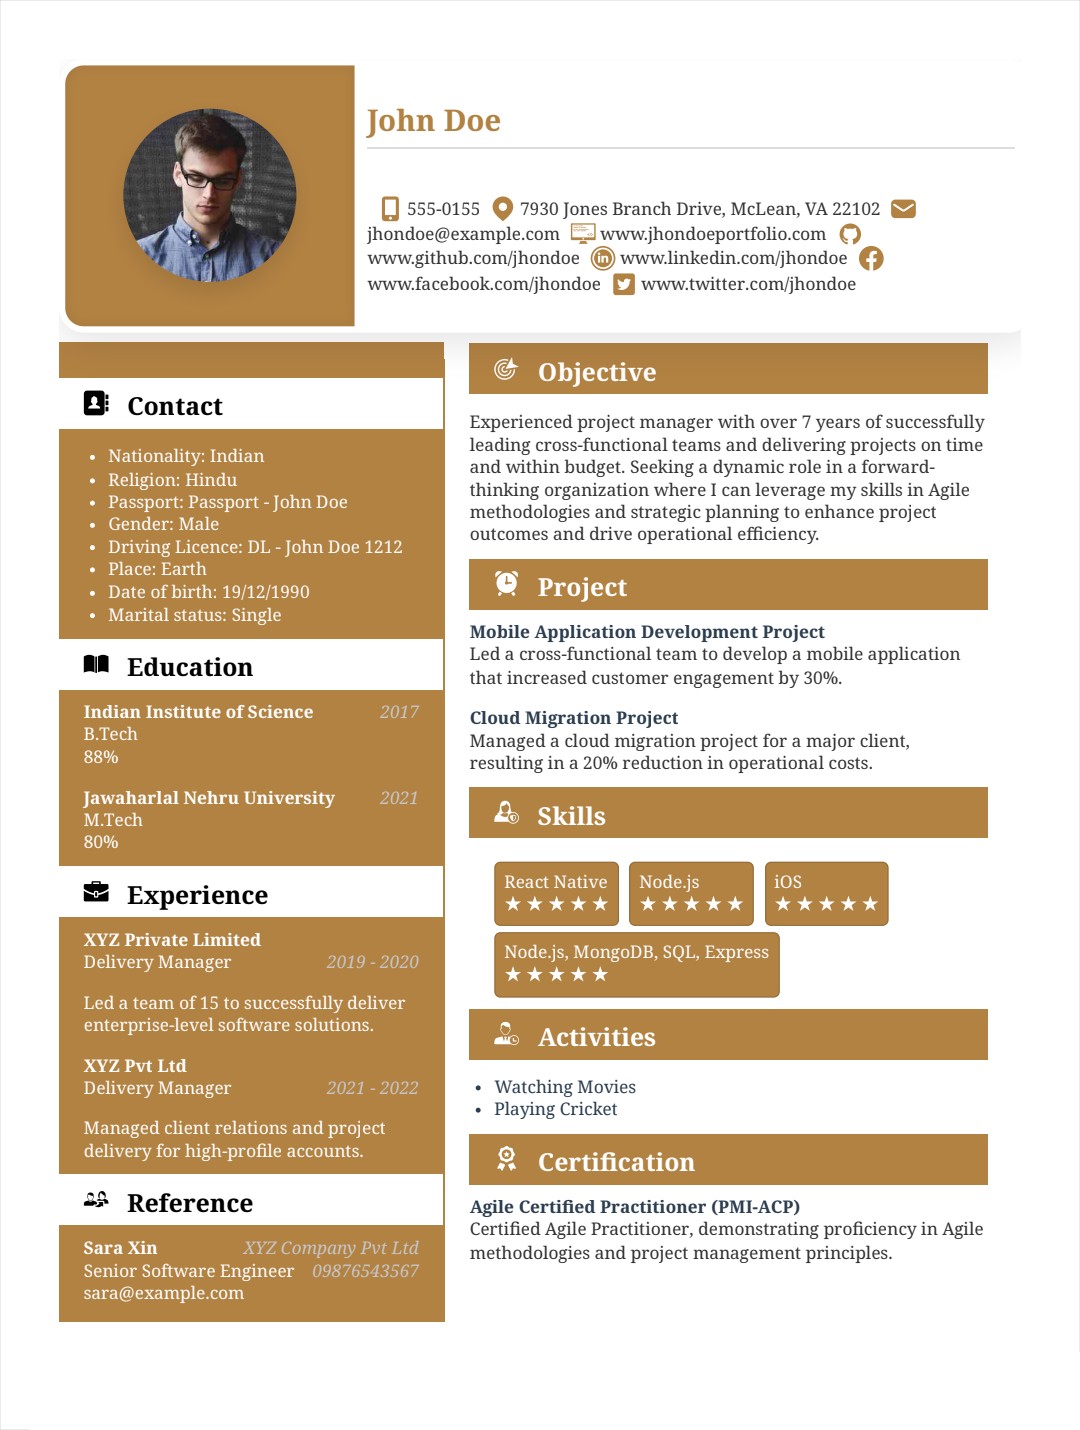 John Doe
555-0155 7930 Jones Branch Drive, McLean, VA 22102
jhondoe@example.com www.jhondoeportfolio.com
www.github.com/jhondoe www.linkedin.com/jhondoe
www.facebook.com/jhondoe www.twitter.com/jhondoe
Contact
Nationality: Indian
Religion: Hindu
Passport: Passport - John Doe
Gender: Male
Driving Licence: DL - John Doe 1212
Place: Earth
Date of birth: 19/12/1990
Marital status: Single
Education
Indian Institute of Science 2017
B.Tech
88%
Jawaharlal Nehru University 2021
M.Tech
80%
Experience
XYZ Private Limited
Delivery Manager 2019 - 2020
Led a team of 15 to successfully deliver
enterprise-level software solutions.
XYZ Pvt Ltd
Delivery Manager 2021 - 2022
Managed client relations and project
delivery for high-profile accounts.
Reference
Sara Xin XYZ Company Pvt Ltd
Senior Software Engineer 09876543567
sara@example.com
Objective
Experienced project manager with over 7 years of successfully
leading cross-functional teams and delivering projects on time
and within budget. Seeking a dynamic role in a forward-
thinking organization where I can leverage my skills in Agile
methodologies and strategic planning to enhance project
outcomes and drive operational efficiency.
Project
Mobile Application Development Project
Led a cross-functional team to develop a mobile application
that increased customer engagement by 30%.
Cloud Migration Project
Managed a cloud migration project for a major client,
resulting in a 20% reduction in operational costs.
Skills
React Native Node.js iOS
★★★★★ ★★★★★ ★★★★★
Node.js, MongoDB, SQL, Express
★★★★★
Activities
Watching Movies
Playing Cricket
Certification
Agile Certified Practitioner (PMI-ACP)
Certified Agile Practitioner, demonstrating proficiency in Agile
methodologies and project management principles.